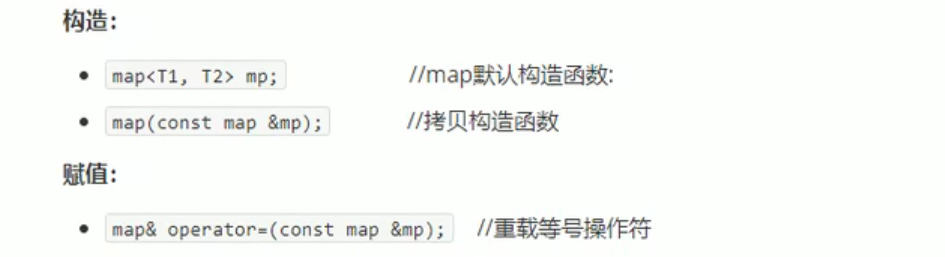 构造：
map<T1, T2> mp; //map默认构造函数:
map(const map &mp); //拷贝构造函数
赋值：
map& operator=(const map &mp); //重载等号操作符